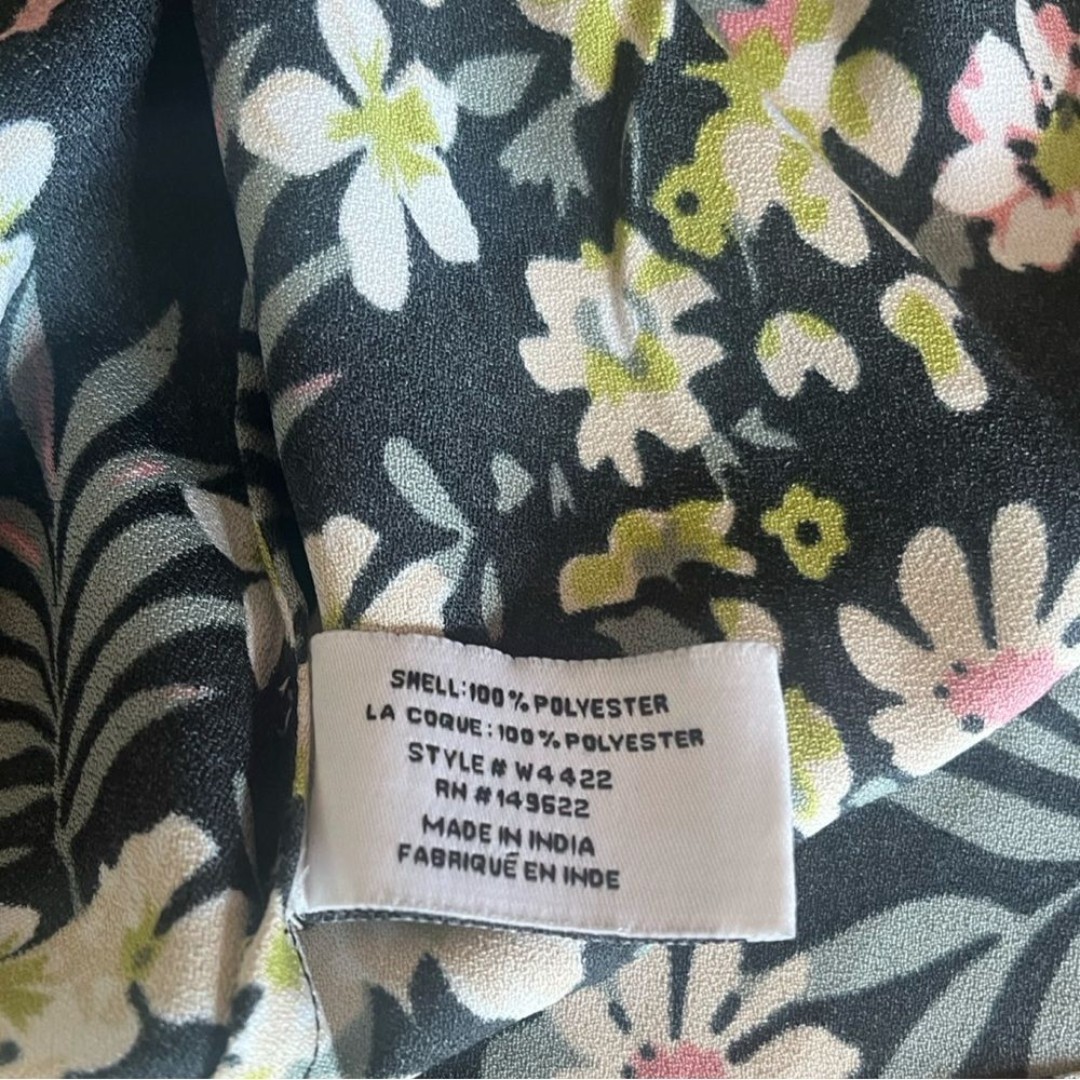 SHELL:100% POLYESTER
LA COQUE:100% POLYESTER
STYLE # W4422
RN #149622
MADE IN INDIA
FABRIQUÉ EN INDE